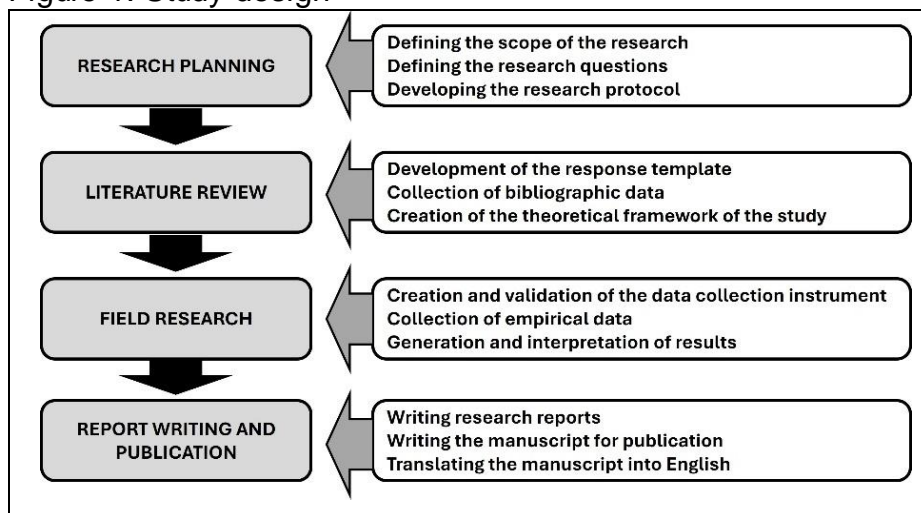 Figure 1. Study design
RESEARCH PLANNING
Defining the scope of the research
Defining the research questions
Developing the research protocol
LITERATURE REVIEW
Development of the response template
Collection of bibliographic data
Creation of the theoretical framework of the study
FIELD RESEARCH
Creation and validation of the data collection instrument
Collection of empirical data
Generation and interpretation of results
REPORT WRITING AND
PUBLICATION
Writing research reports
Writing the manuscript for publication
Translating the manuscript into English